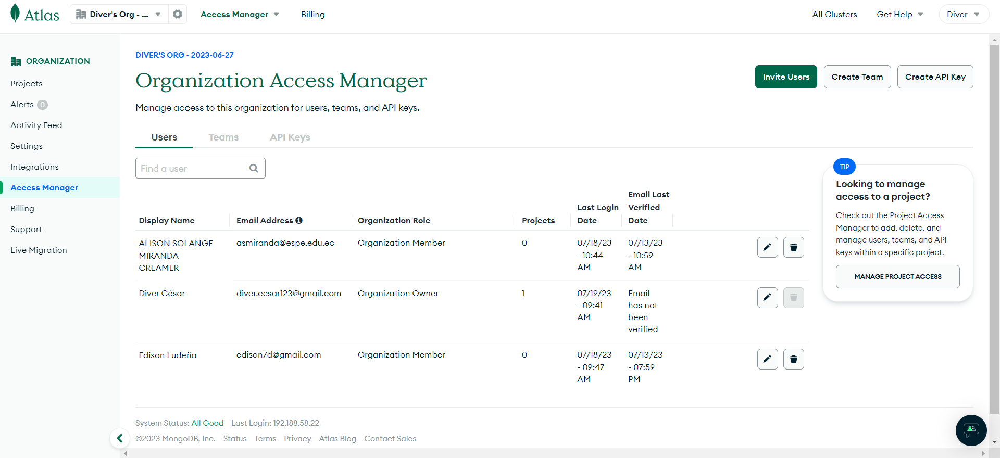 Atlas
Diver's Org - ...
Access Manager
Billing
All Clusters
Get Help
Diver
ORGANIZATION
Projects
Alerts 0
Activity Feed
Settings
Integrations
Access Manager
Billing
Support
Live Migration
DIVER'S ORG - 2023-06-27
Organization Access Manager
Manage access to this organization for users, teams, and API keys.
Invite Users
Create Team
Create API Key
Users
Teams
API Keys
Find a user
Display Name
Email Address
Organization Role
Projects
Last Login
Date
Email Last
Verified
Date
ALISON SOLANGE
MIRANDA
CREAMER
asmiranda@espe.edu.ec
Organization Member
0
07/18/23
- 10:44
AM
07/13/23
- 10:59
AM
Diver César
diver.cesar123@gmail.com
Organization Owner
1
07/19/23
- 09:41
AM
Email
has not
been
verified
Edison Ludeña
edison7d@gmail.com
Organization Member
0
07/18/23
- 09:47
AM
07/13/23
- 07:59
PM
TIP
Looking to manage
access to a project?
Check out the Project Access
Manager to add, delete, and
manage users, teams, and API
keys within a specific project.
MANAGE PROJECT ACCESS
System Status: All Good Last Login: 192.188.58.22
©2023 MongoDB, Inc. Status Terms Privacy Atlas Blog Contact Sales